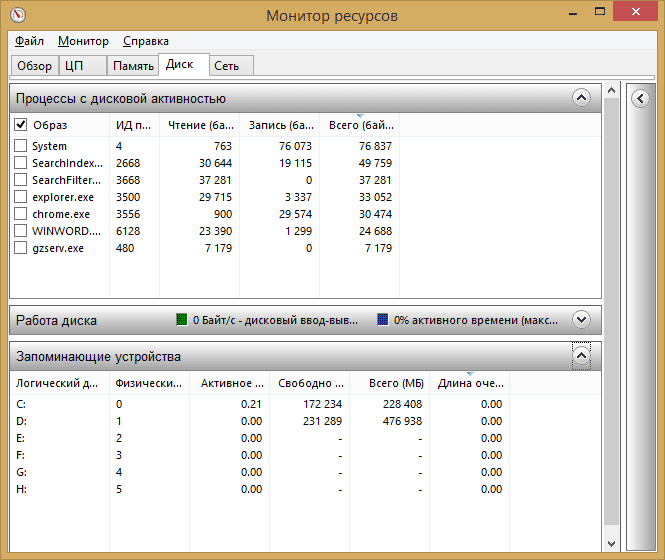 Монитор ресурсов
Файл Монитор Справка
Обзор ЦП Память Диск Сеть
Процессы с дисковой активностью
Образ ИД п... Чтение (ба... Запись (ба... Всего (бай...
System 4 763 76 073 76 837
SearchIndex... 2668 30 644 19 115 49 759
SearchFilter... 3668 37 281 0 37 281
explorer.exe 3500 29 715 3 337 33 052
chrome.exe 3556 900 29 574 30 474
WINWORD.... 6128 23 390 1 299 24 688
gzserv.exe 480 7 179 0 7 179
Работа диска 0 Байт/с - дисковый ввод-выв... 0% активного времени (макс...
Запоминающие устройства
Логический д... Физически... Активное ... Свободно ... Всего (МБ) Длина оче...
C: 0 0.21 172 234 228 408 0.00
D: 1 0.00 231 289 476 938 0.00
E: 2 0.00 - - 0.00
F: 3 0.00 - - 0.00
G: 4 0.00 - - 0.00
H: 5 0.00 - - 0.00